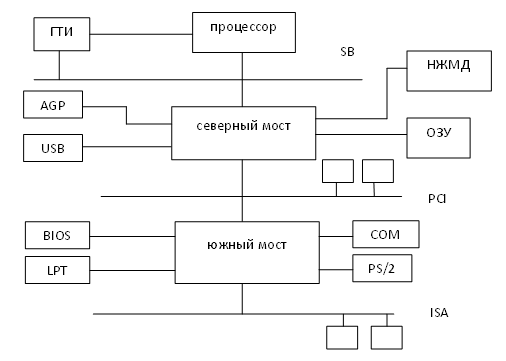 ГТИ
процессор
SB
НЖМД
AGP
северный мост
ОЗУ
USB
PCI
BIOS
южный мост
COM
LPT
PS/2
ISA